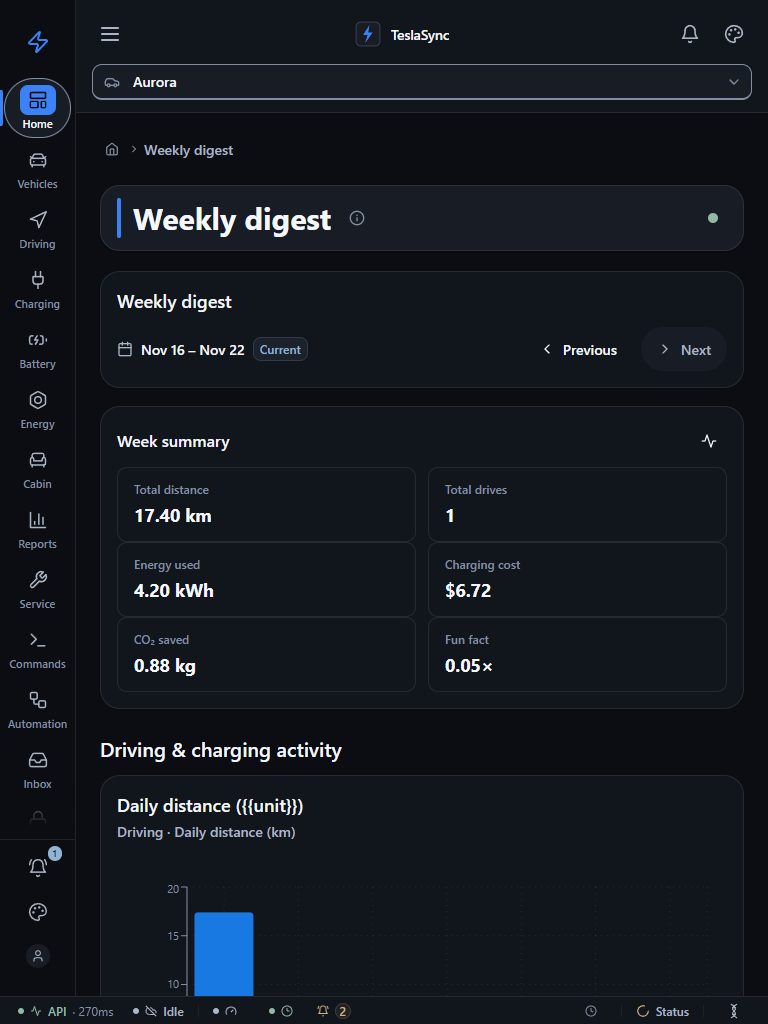 TeslaSync
Aurora
Home
Vehicles
Driving
Charging
Battery
Energy
Cabin
Reports
Service
Commands
Automation
Inbox
1
Weekly digest
Weekly digest
Weekly digest
Nov 16 – Nov 22 Current
Previous
Next
Week summary
Total distance
17.40 km
Total drives
1
Energy used
4.20 kWh
Charging cost
$6.72
CO₂ saved
0.88 kg
Fun fact
0.05×
Driving & charging activity
Daily distance ({{unit}})
Driving · Daily distance (km)
20
15
10
API · 270ms
Idle
2
Status